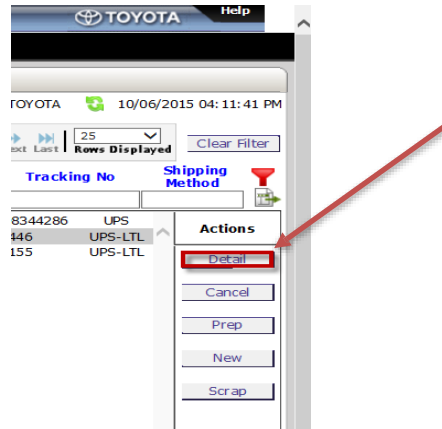 Help
TOYOTA
TOYOTA 10/06/2015 04:11:41 PM
ext Last 25 Rows Displayed Clear Filter
Tracking No Shipping Method
8344286 UPS
446 UPS-LTL
155 UPS-LTL
Actions
Detail
Cancel
Prep
New
Scrap